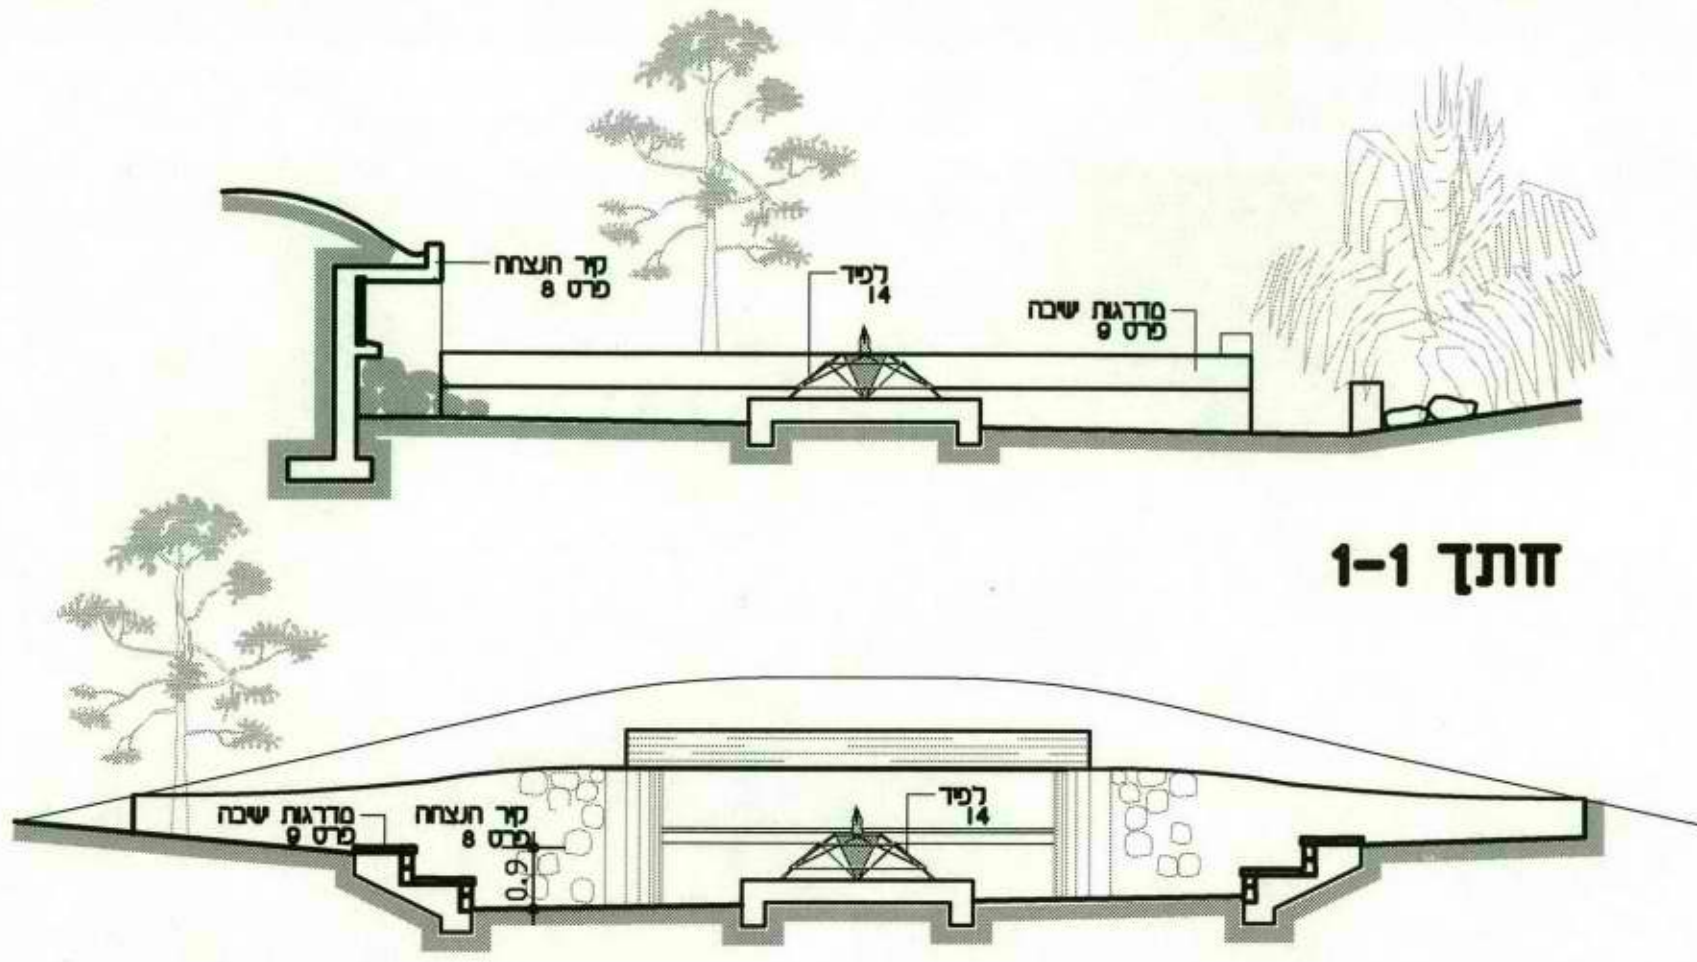 קיר הנצחה
פרט 8
לפיד
14
מדרגות ישיבה
פרט 9
חתך 1-1
מדרגות ישיבה
פרט 9
קיר הנצחה
פרט 8
0.9
לפיד
14